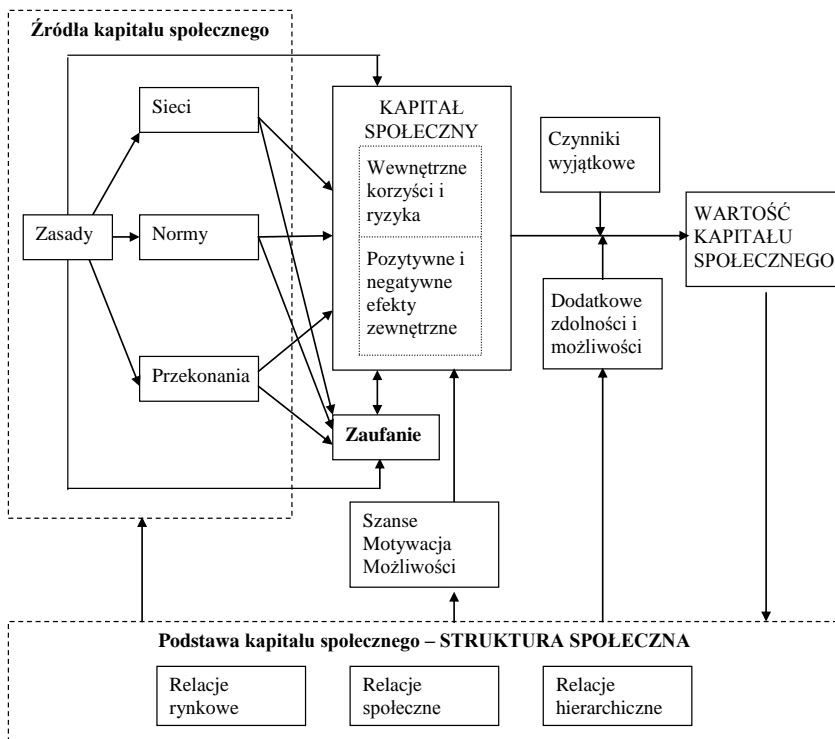 Źródła kapitału społecznego
Sieci
Zasady
Normy
Przekonania
KAPITAŁ
SPOŁECZNY
Wewnętrzne
korzyści i
ryzyka
Pozytywne i
negatywne
efekty
zewnętrzne
Zaufanie
Czynniki
wyjątkowe
WARTOŚĆ
KAPITAŁU
SPOŁECZNEGO
Dodatkowe
zdolności i
możliwości
Szanse
Motywacja
Możliwości
Podstawa kapitału społecznego – STRUKTURA SPOŁECZNA
Relacje
rynkowe
Relacje
społeczne
Relacje
hierarchiczne